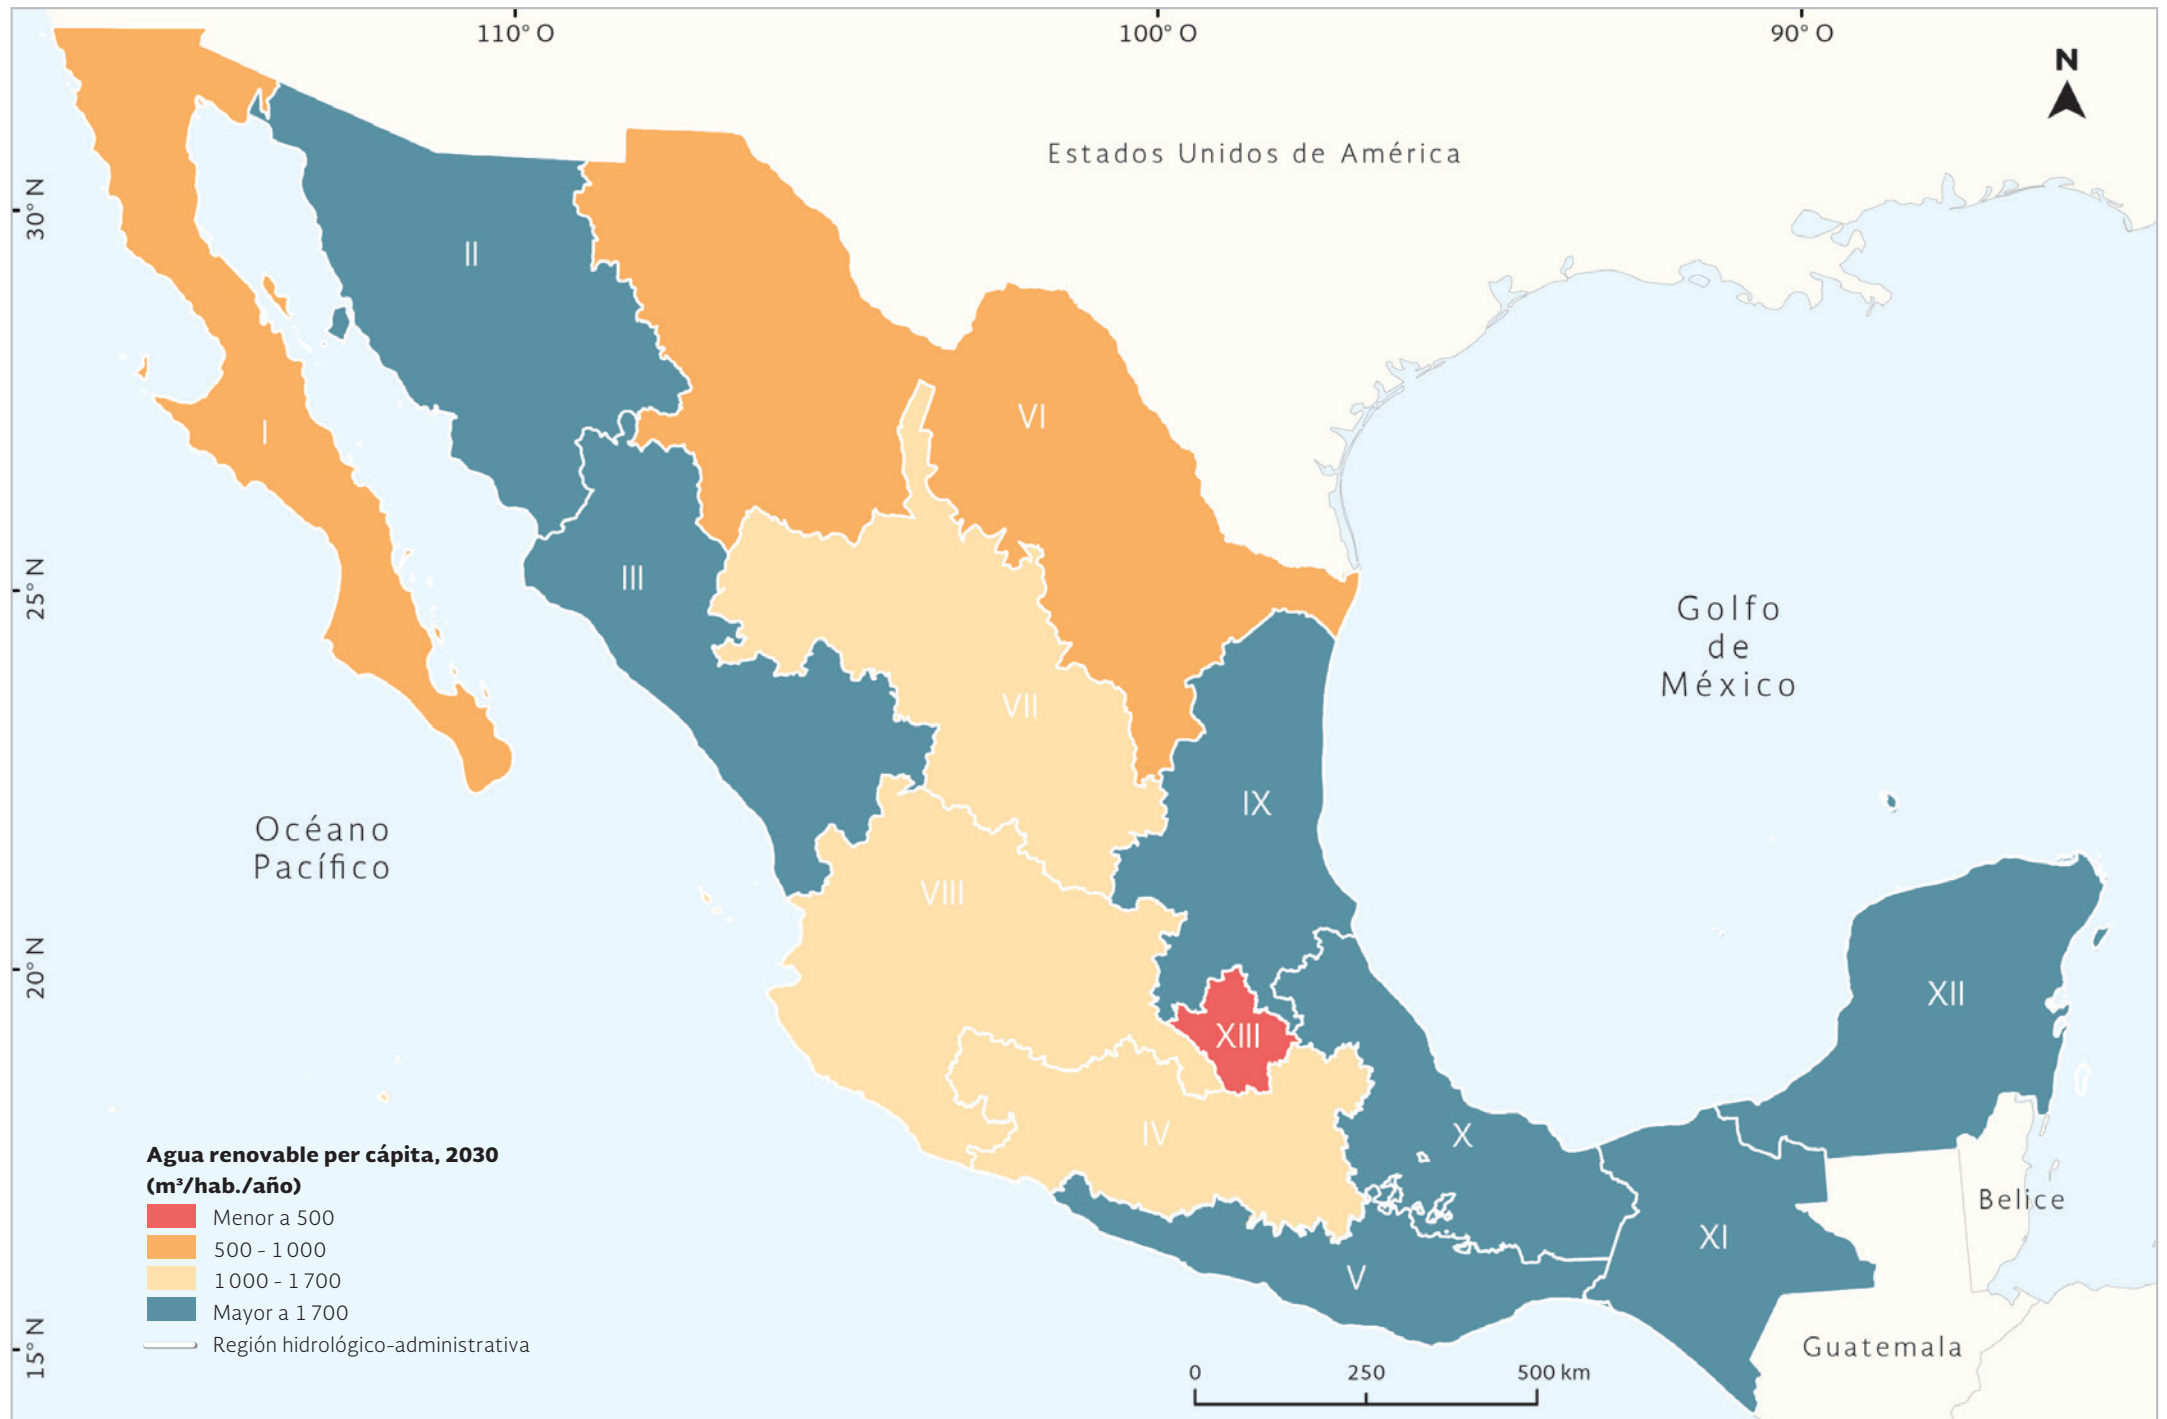 110° O
100° O
90° O
N
Estados Unidos de América
30° N
II
I
VI
25° N
III
Golfo
de
México
VII
IX
Océano
Pacífico
VIII
20° N
XII
XIII
IV
X
Agua renovable per cápita, 2030
(m³/hab./año)
Menor a 500
500 - 1 000
1 000 - 1 700
Mayor a 1 700
Región hidrológico-administrativa
Belice
XI
V
15° N
Guatemala
0 250 500 km